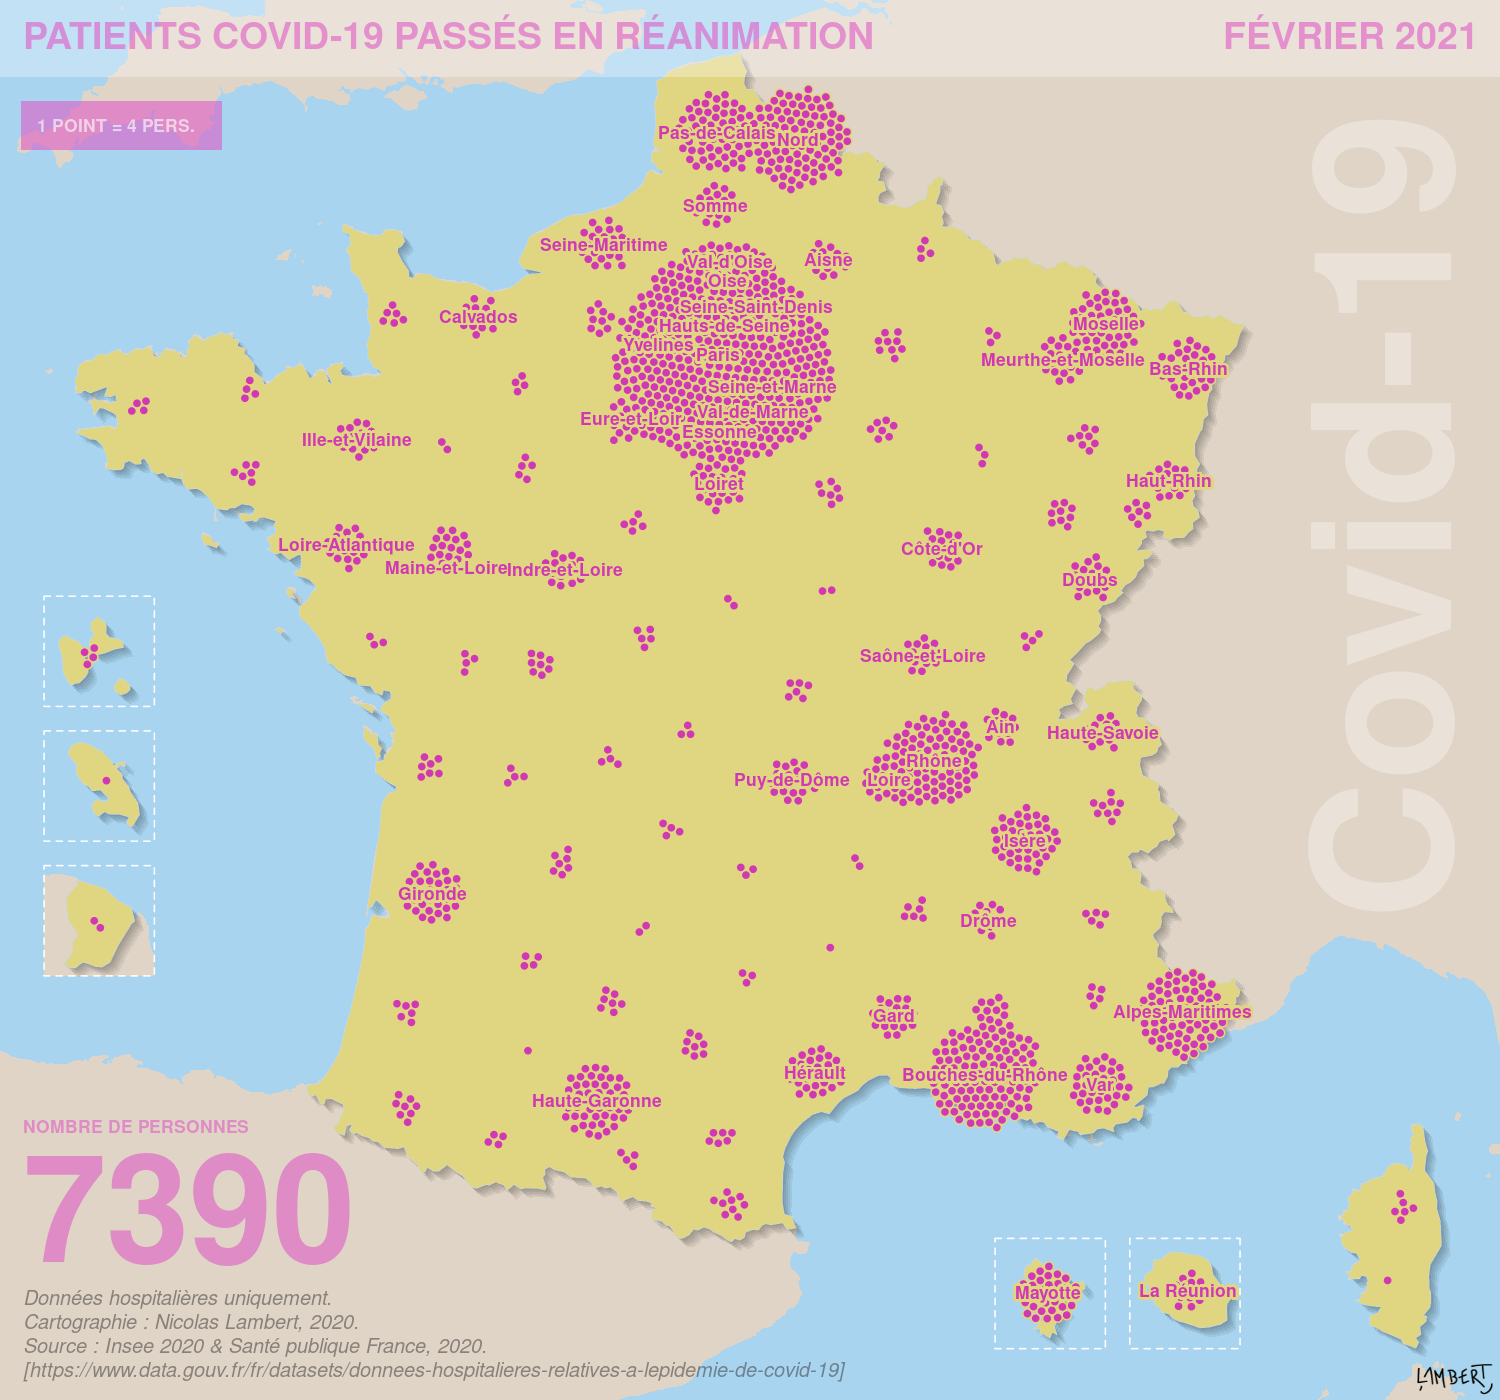 PATIENTS COVID-19 PASSÉS EN RÉANIMATION
FÉVRIER 2021
1 POINT = 4 PERS.
Covid-19
Pas-de-Calais
Nord
Somme
Seine-Maritime
Val-d'Oise
Aisne
Oise
Seine-Saint-Denis
Calvados
Hauts-de-Seine
Moselle
Yvelines
Paris
Meurthe-et-Moselle
Bas-Rhin
Seine-et-Marne
Val-de-Marne
Eure-et-Loir
Essonne
Ille-et-Vilaine
Loiret
Haut-Rhin
Loire-Atlantique
Côte-d'Or
Maine-et-Loire
Indre-et-Loire
Doubs
Saône-et-Loire
Ain
Haute-Savoie
Rhône
Puy-de-Dôme
Loire
Isère
Gironde
Drôme
Gard
Alpes-Maritimes
Hérault
Bouches-du-Rhône
Var
Haute-Garonne
Mayotte
La Réunion
NOMBRE DE PERSONNES
7390
Données hospitalières uniquement.
Cartographie : Nicolas Lambert, 2020.
Source : Insee 2020 & Santé publique France, 2020.
[https://www.data.gouv.fr/fr/datasets/donnees-hospitalieres-relatives-a-lepidemie-de-covid-19]
LAMBERT